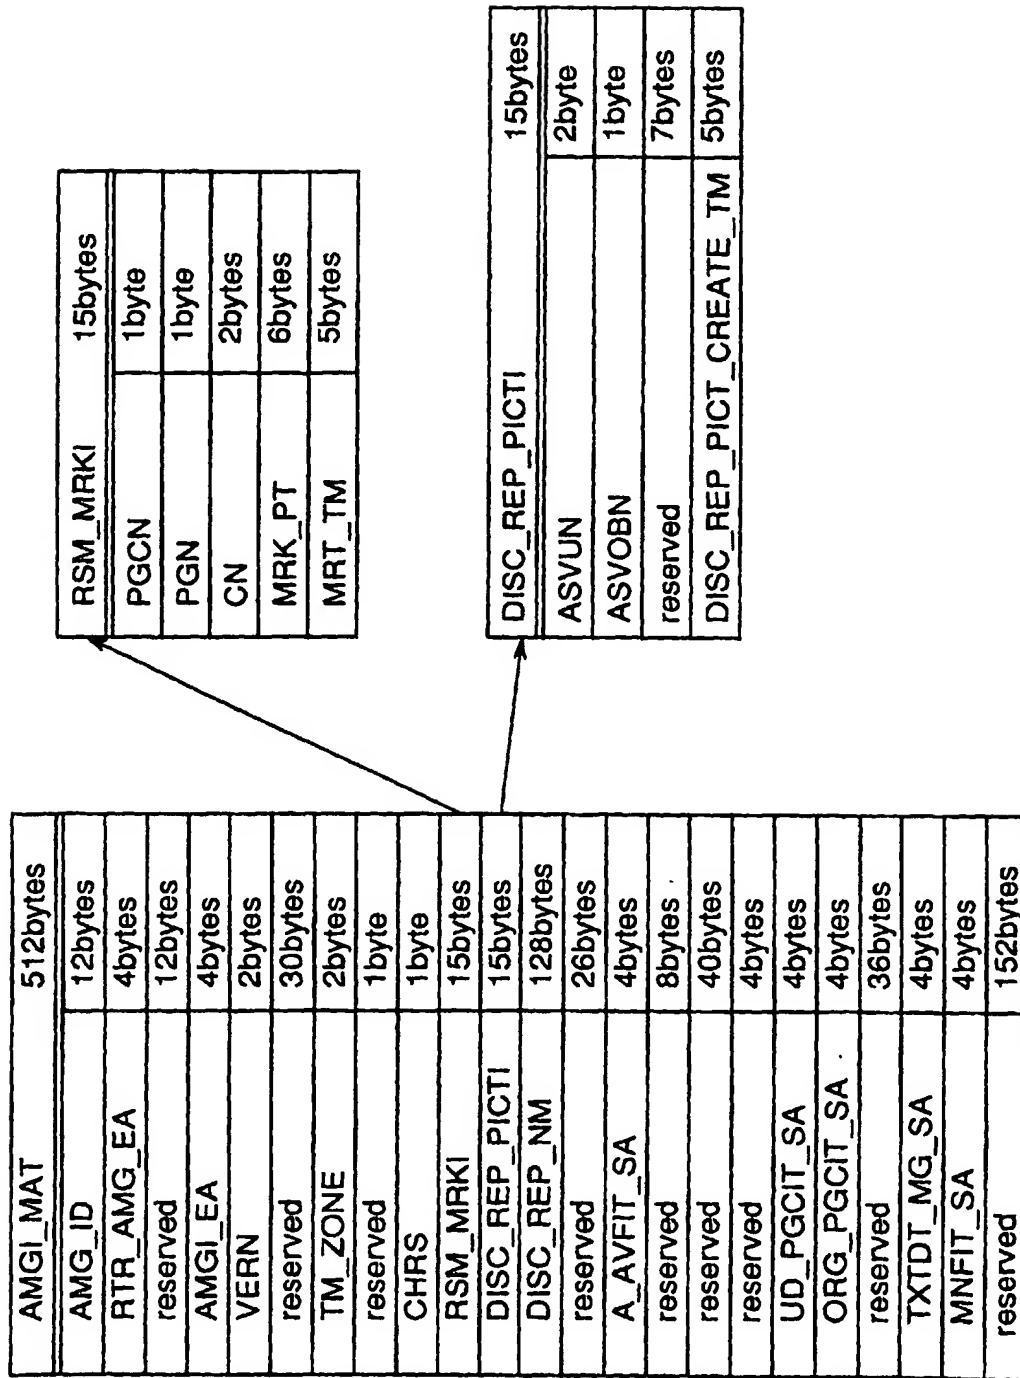 AMGI_MAT 512bytes
AMG_ID 12bytes
RTR_AMG_EA 4bytes
reserved 12bytes
AMGI_EA 4bytes
VERN 2bytes
reserved 30bytes
TM_ZONE 2bytes
reserved 1byte
CHRS 1byte
RSM_MRKI 15bytes
DISC_REP_PICTI 15bytes
DISC_REP_NM 128bytes
reserved 26bytes
A_AVFIT_SA 4bytes
reserved 8bytes
reserved 40bytes
reserved 4bytes
UD_PGCIT_SA 4bytes
ORG_PGCIT_SA 4bytes
reserved 36bytes
TXTDT_MG_SA 4bytes
MNFIT_SA 4bytes
reserved 152bytes
RSM_MRKI 15bytes
PGCN 1byte
PGN 1byte
CN 2bytes
MRK_PT 6bytes
MRT_TM 5bytes
DISC_REP_PICTI 15bytes
ASVUN 2byte
ASVOBN 1byte
reserved 7bytes
DISC_REP_PICT_CREATE_TM 5bytes